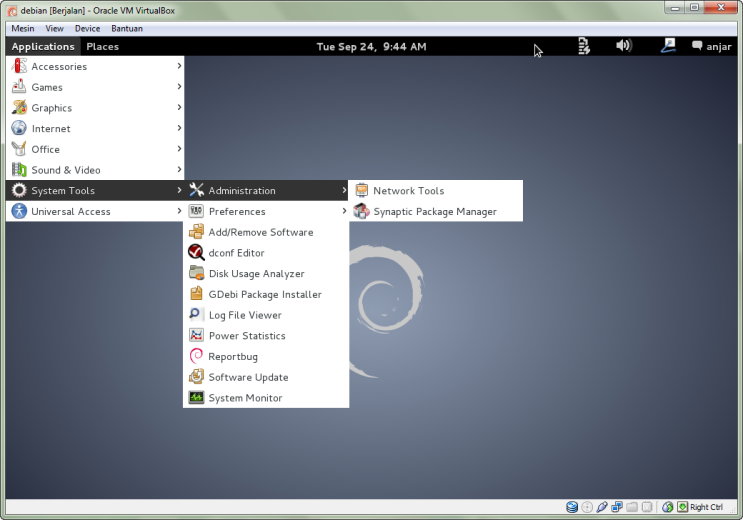 debian [Berjalan] - Oracle VM VirtualBox
Mesin View Device Bantuan
Applications Places Tue Sep 24, 9:44 AM anjar
Accessories
Games
Graphics
Internet
Office
Sound & Video
System Tools
Universal Access
Administration
Preferences
Add/Remove Software
dconf Editor
Disk Usage Analyzer
GDebi Package Installer
Log File Viewer
Power Statistics
Reportbug
Software Update
System Monitor
Network Tools
Synaptic Package Manager
Right Ctrl